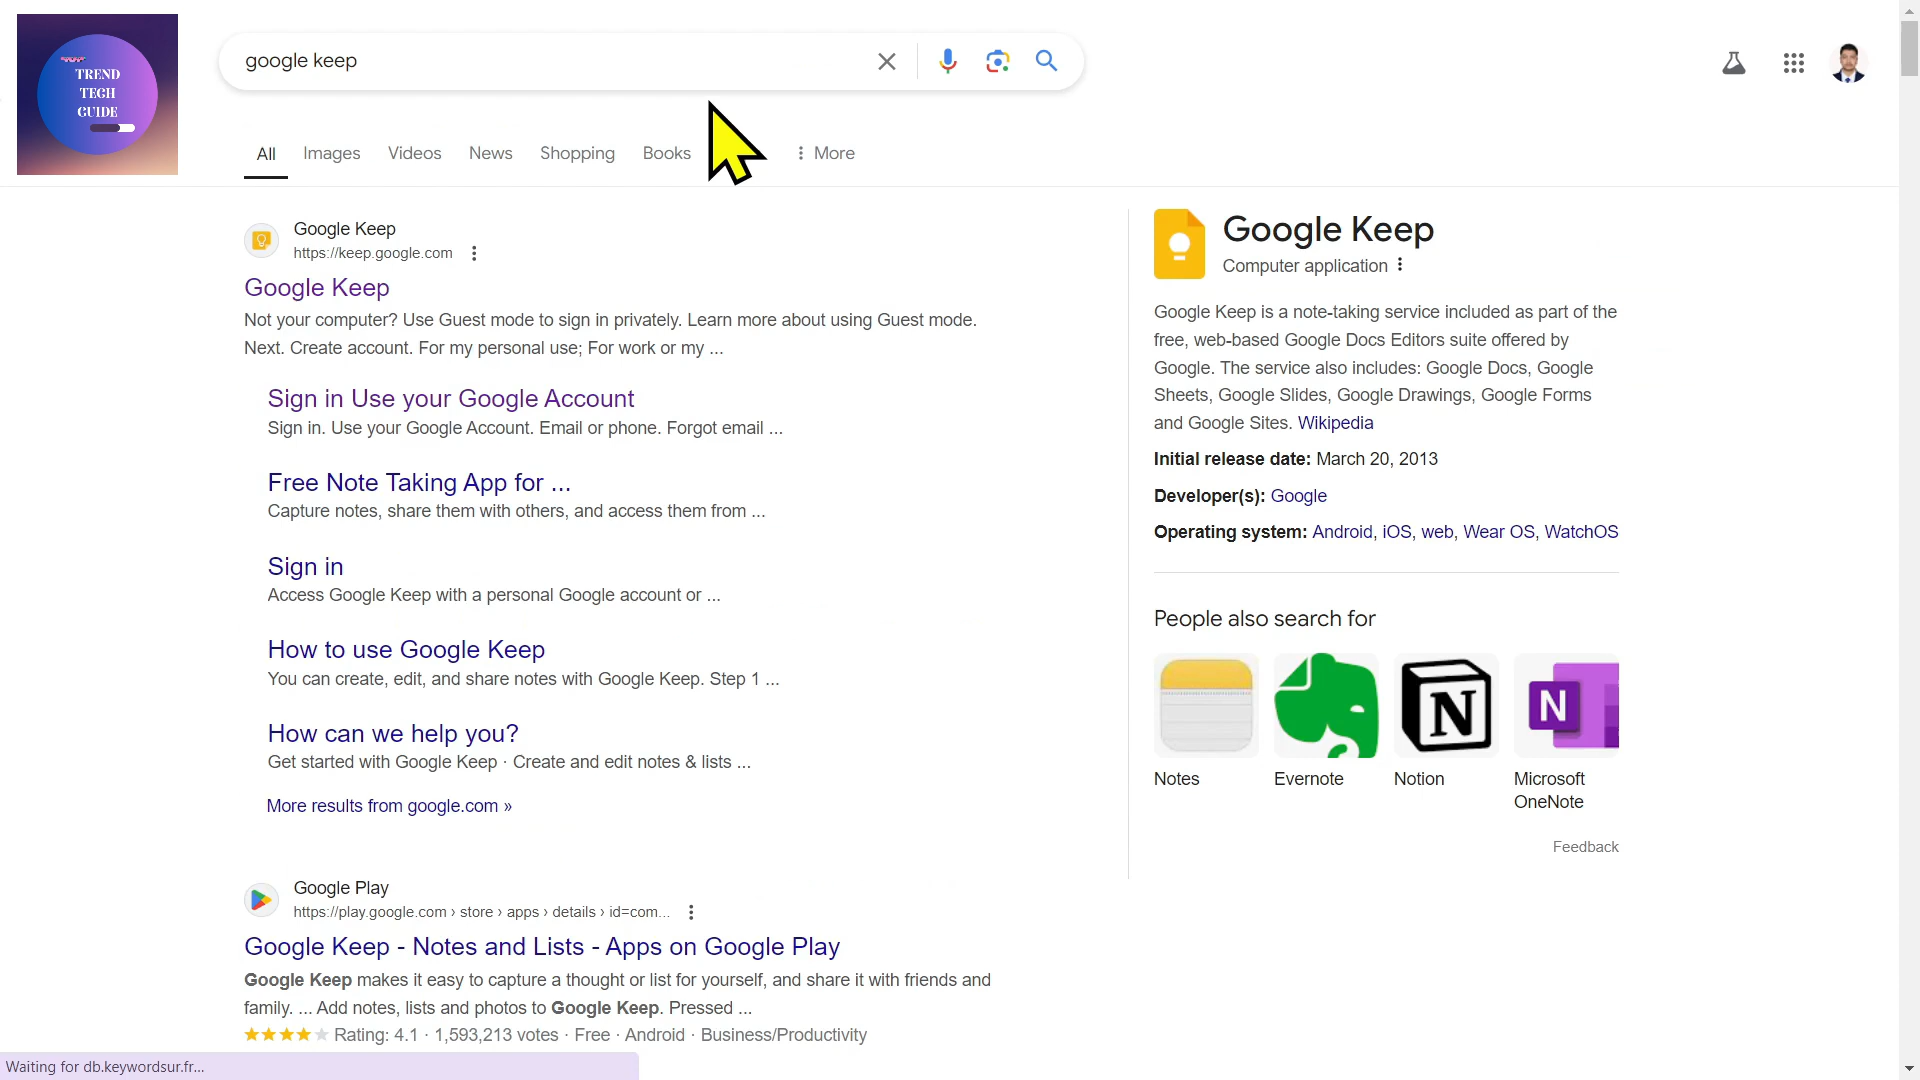 TREND
TECH
GUIDE
google keep
All Images Videos News Shopping Books More
Google Keep
https://keep.google.com
Google Keep
Not your computer? Use Guest mode to sign in privately. Learn more about using Guest mode.
Next. Create account. For my personal use; For work or my ...
Sign in Use your Google Account
Sign in. Use your Google Account. Email or phone. Forgot email ...
Free Note Taking App for ...
Capture notes, share them with others, and access them from ...
Sign in
Access Google Keep with a personal Google account or ...
How to use Google Keep
You can create, edit, and share notes with Google Keep. Step 1 ...
How can we help you?
Get started with Google Keep · Create and edit notes & lists ...
More results from google.com »
Google Play
https://play.google.com › store › apps › details › id=com...
Google Keep - Notes and Lists - Apps on Google Play
Google Keep makes it easy to capture a thought or list for yourself, and share it with friends and
family. ... Add notes, lists and photos to Google Keep. Pressed ...
Rating: 4.1 · 1,593,213 votes · Free · Android · Business/Productivity
Google Keep
Computer application
Google Keep is a note-taking service included as part of the
free, web-based Google Docs Editors suite offered by
Google. The service also includes: Google Docs, Google
Sheets, Google Slides, Google Drawings, Google Forms
and Google Sites. Wikipedia
Initial release date: March 20, 2013
Developer(s): Google
Operating system: Android, iOS, web, Wear OS, WatchOS
People also search for
N
N
Notes
Evernote
Notion
Microsoft
OneNote
Feedback
Waiting for db.keywordsur.fr...